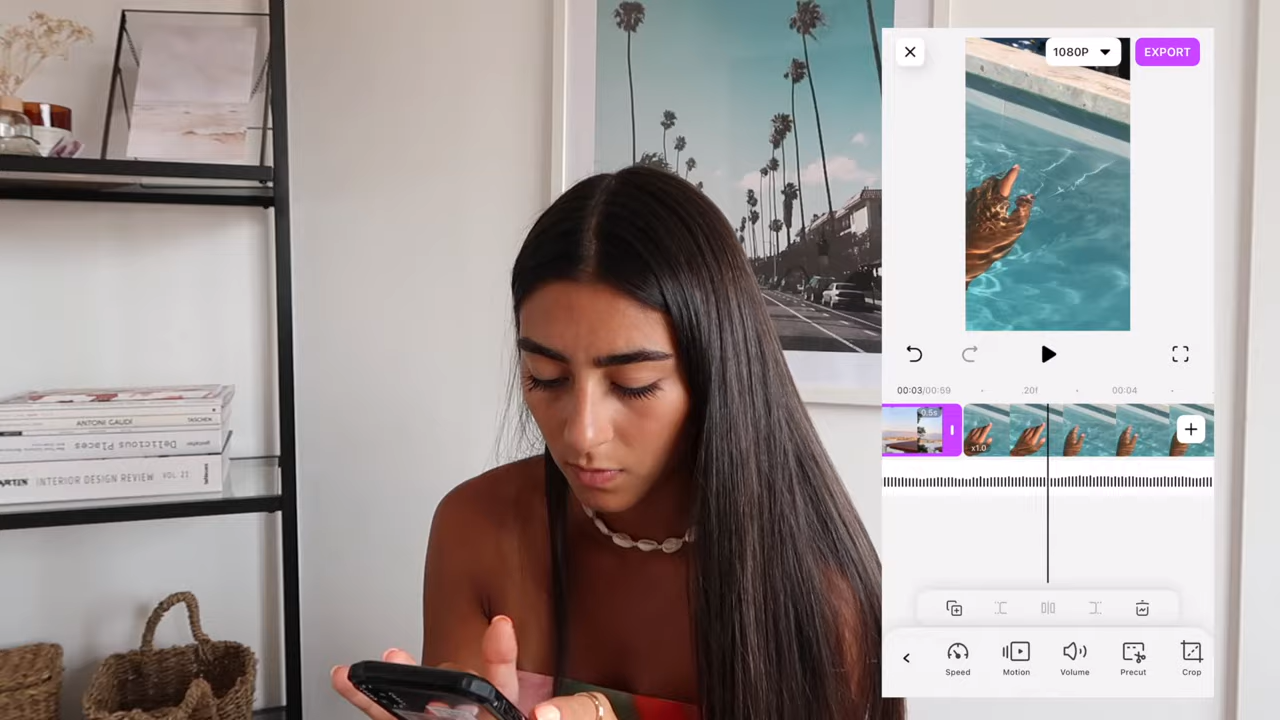 ANTONI GAUDÍ
TASCHEN
Delicious Places
INTERIOR DESIGN REVIEW VOL 21
1080P
EXPORT
00:03/00:59
20f
00:04
0.5s
x1.0
Speed
Motion
Volume
Precut
Crop